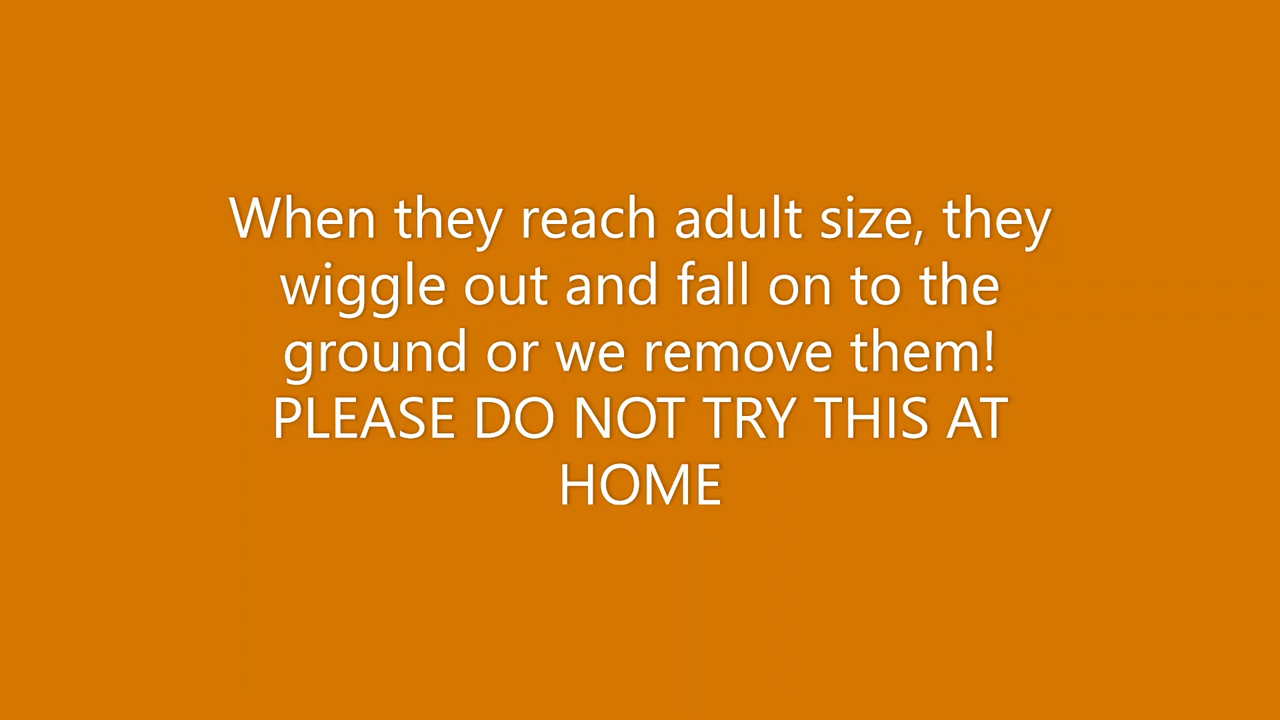 When they reach adult size, they
wiggle out and fall on to the
ground or we remove them!
PLEASE DO NOT TRY THIS AT
HOME